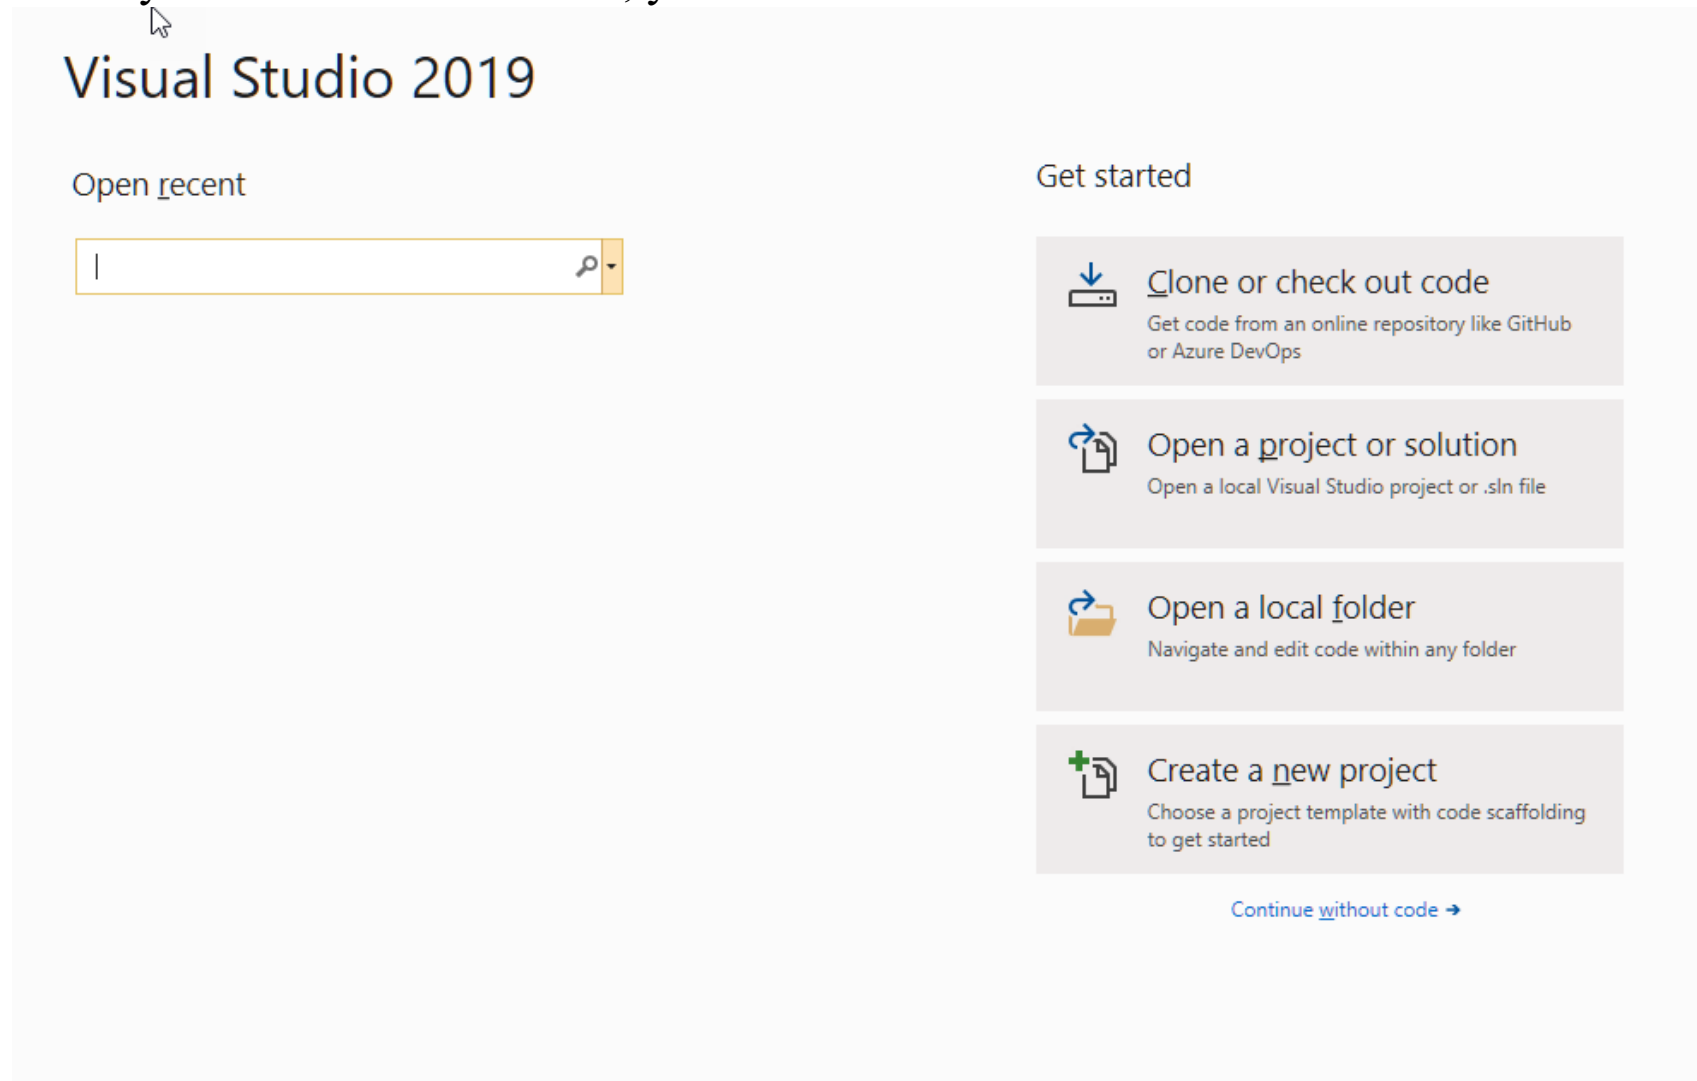 Visual Studio 2019
Open recent
Get started
Clone or check out code
Get code from an online repository like GitHub
or Azure DevOps
Open a project or solution
Open a local Visual Studio project or .sln file
Open a local folder
Navigate and edit code within any folder
Create a new project
Choose a project template with code scaffolding
to get started
Continue without code →